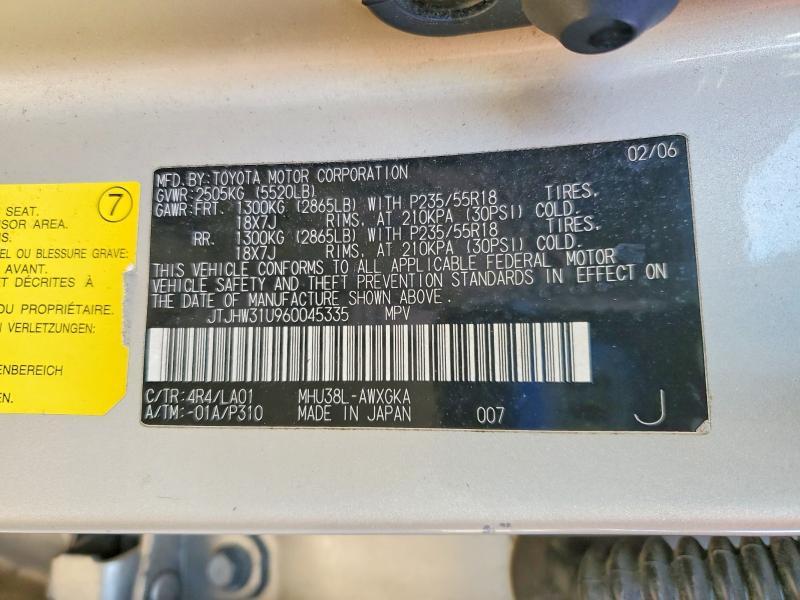 7
SEAT.
SOR AREA.
NS.
EL OU BLESSURE GRAVE:
AVANT.
T DÉCRITES À
DU PROPRIÉTAIRE.
N VERLETZUNGEN:
ENBEREICH
EN.
02/06
MFD.BY:TOYOTA MOTOR CORPORATION
GVWR:2505KG (5520LB)
GAWR:FRT. 1300KG (2865LB) WITH P235/55R18 TIRES.
18X7J RIMS, AT 210KPA (30PSI) COLD.
RR. 1300KG (2865LB) WITH P235/55R18 TIRES.
18X7J RIMS, AT 210KPA (30PSI) COLD.
THIS VEHICLE CONFORMS TO ALL APPLICABLE FEDERAL MOTOR
VEHICLE SAFETY AND THEFT PREVENTION STANDARDS IN EFFECT ON
THE DATE OF MANUFACTURE SHOWN ABOVE.
JTJHW31U960045335 MPV
C/TR:4R4/LA01 MHU38L-AWXGKA
A/TM:-01A/P310 MADE IN JAPAN 007 J